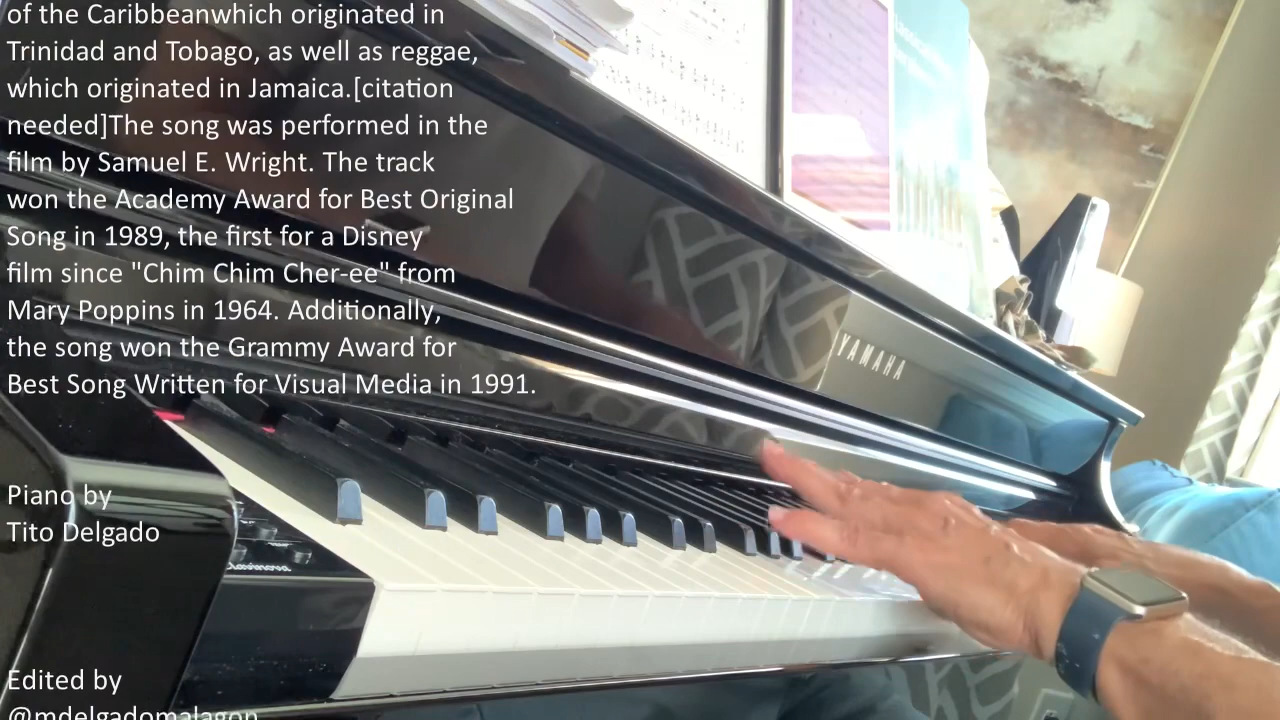 of the Caribbeanwhich originated in
Trinidad and Tobago, as well as reggae,
which originated in Jamaica.[citation
needed]The song was performed in the
film by Samuel E. Wright. The track
won the Academy Award for Best Original
Song in 1989, the first for a Disney
film since "Chim Chim Cher-ee" from
Mary Poppins in 1964. Additionally,
the song won the Grammy Award for
Best Song Written for Visual Media in 1991.
YAMAHA
Piano by
Tito Delgado
Edited by
@mdelgadomalagon